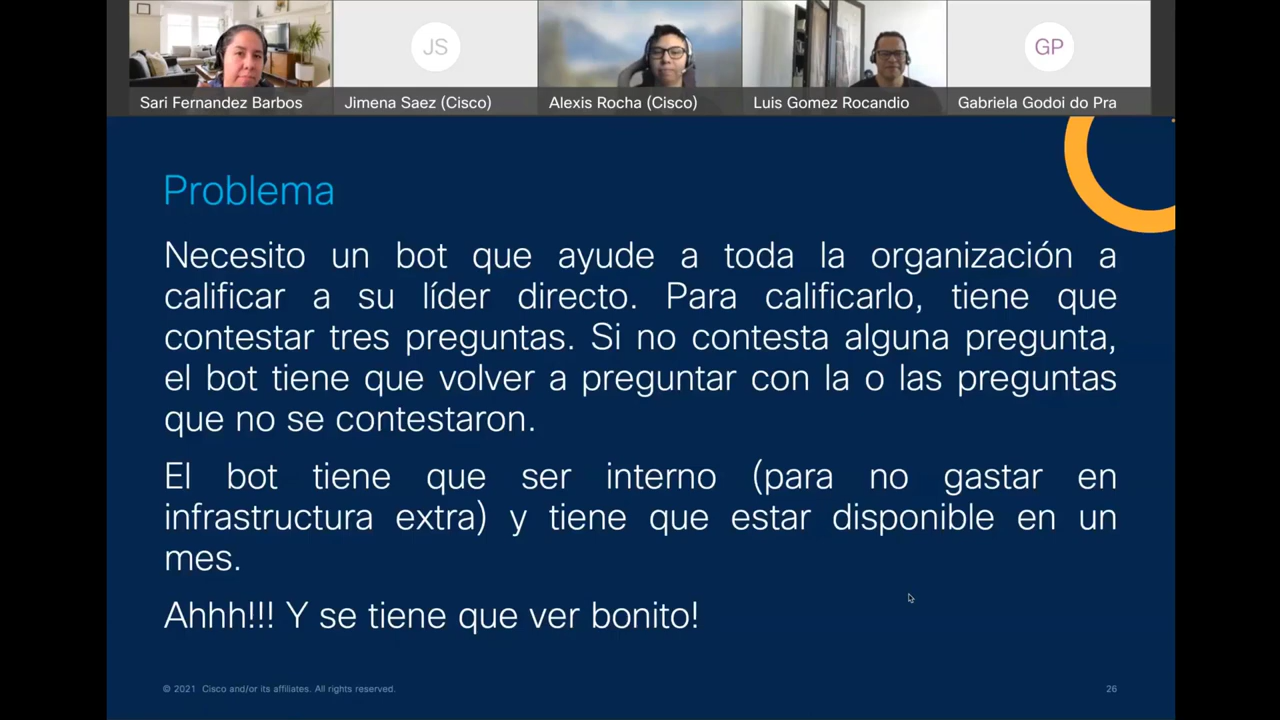 JS
GP
Sari Fernandez Barbos
Jimena Saez (Cisco)
Alexis Rocha (Cisco)
Luis Gomez Rocandio
Gabriela Godoi do Pra
Problema
Necesito un bot que ayude a toda la organización a
calificar a su líder directo. Para calificarlo, tiene que
contestar tres preguntas. Si no contesta alguna pregunta,
el bot tiene que volver a preguntar con la o las preguntas
que no se contestaron.
El bot tiene que ser interno (para no gastar en
infrastructura extra) y tiene que estar disponible en un
mes.
Ahhh!!! Y se tiene que ver bonito!
© 2021 Cisco and/or its affiliates. All rights reserved.
26